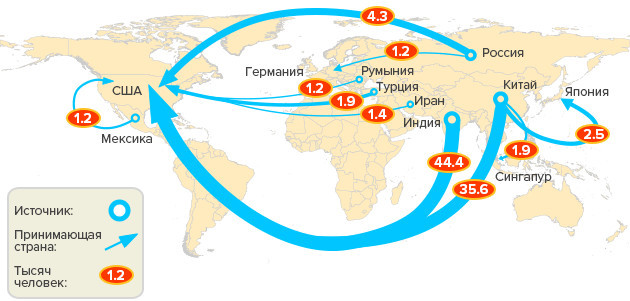 4.3
1.2
Россия
Германия
Румыния
Китай
США
1.2
Турция
Япония
1.9
Иран
1.4
1.2
Индия
2.5
Мексика
1.9
44.4
Сингапур
35.6
Источник:
Принимающая
страна:
Тысяч
человек:
1.2